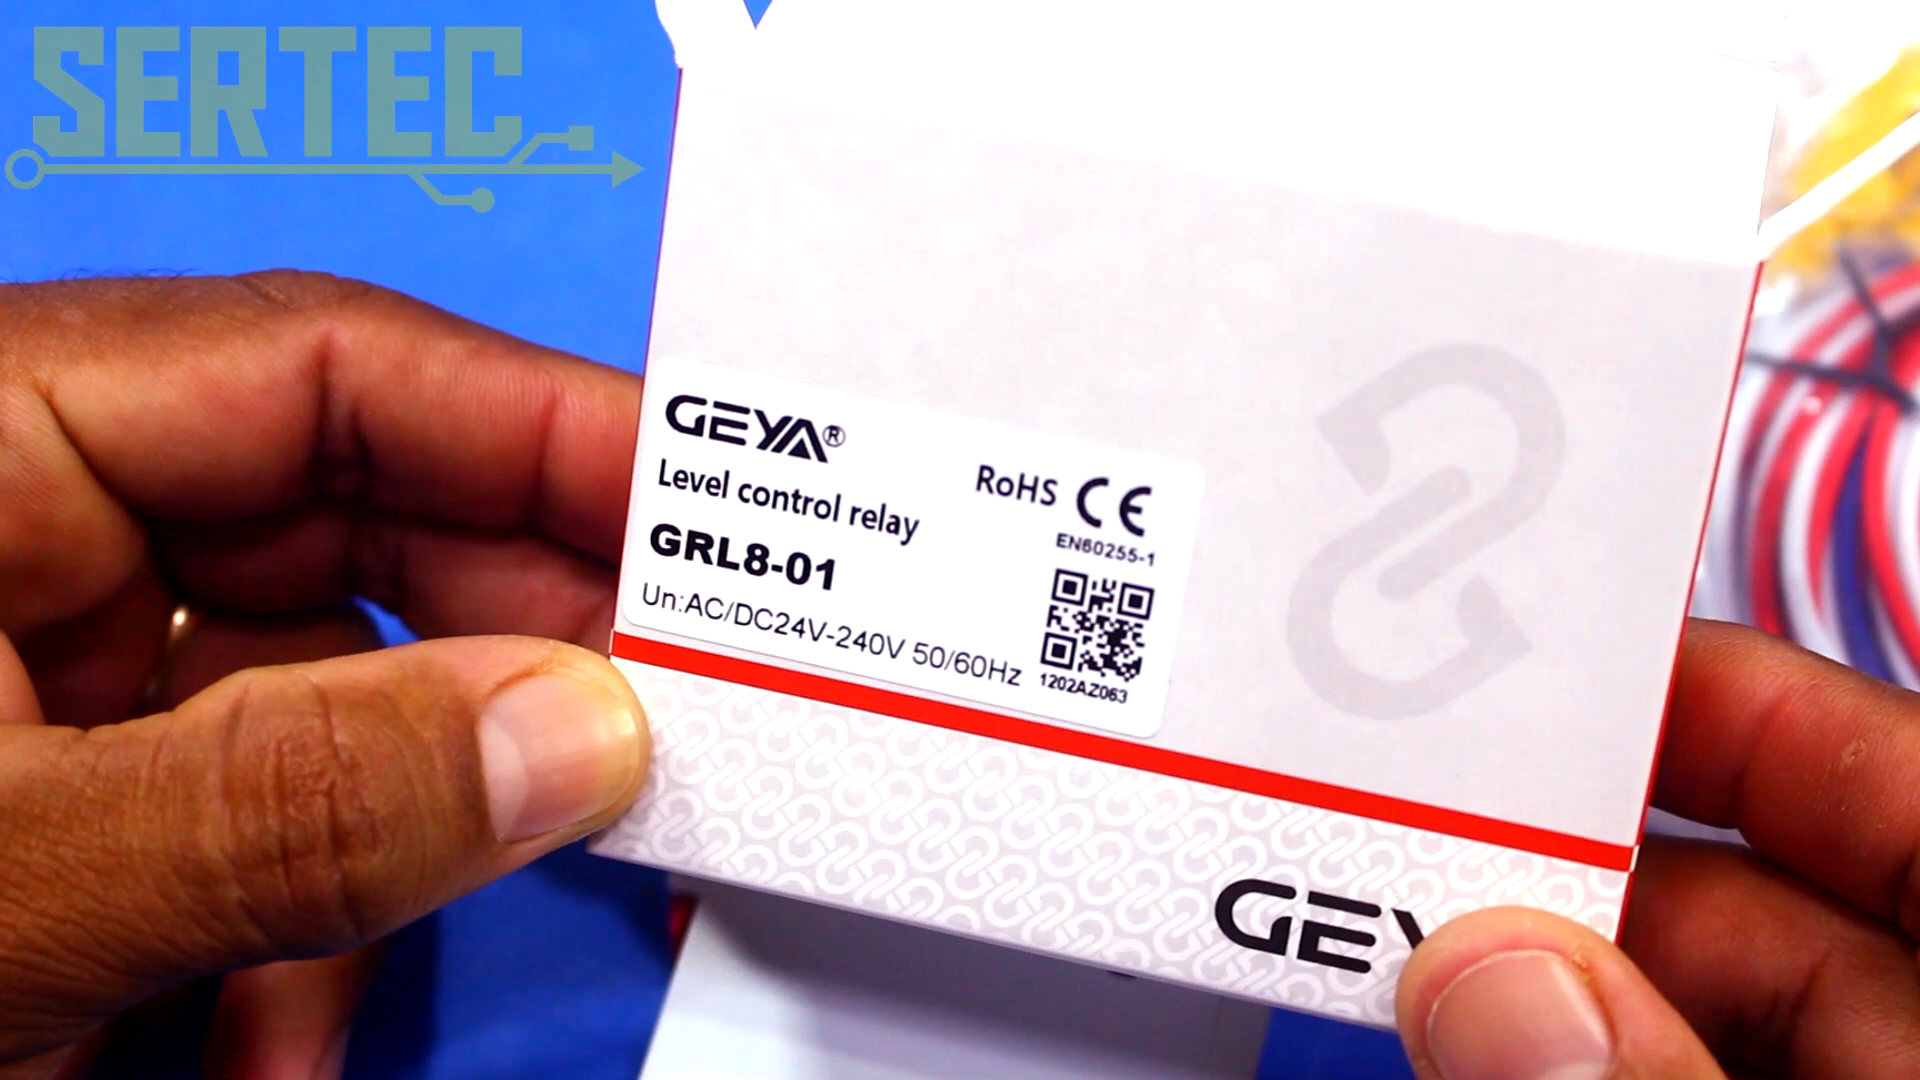 SERTEC
GEYA®
Level control relay
GRL8-01
Un:AC/DC24V-240V 50/60Hz
RoHS CE
EN60255-1
1202AZ063
GEY